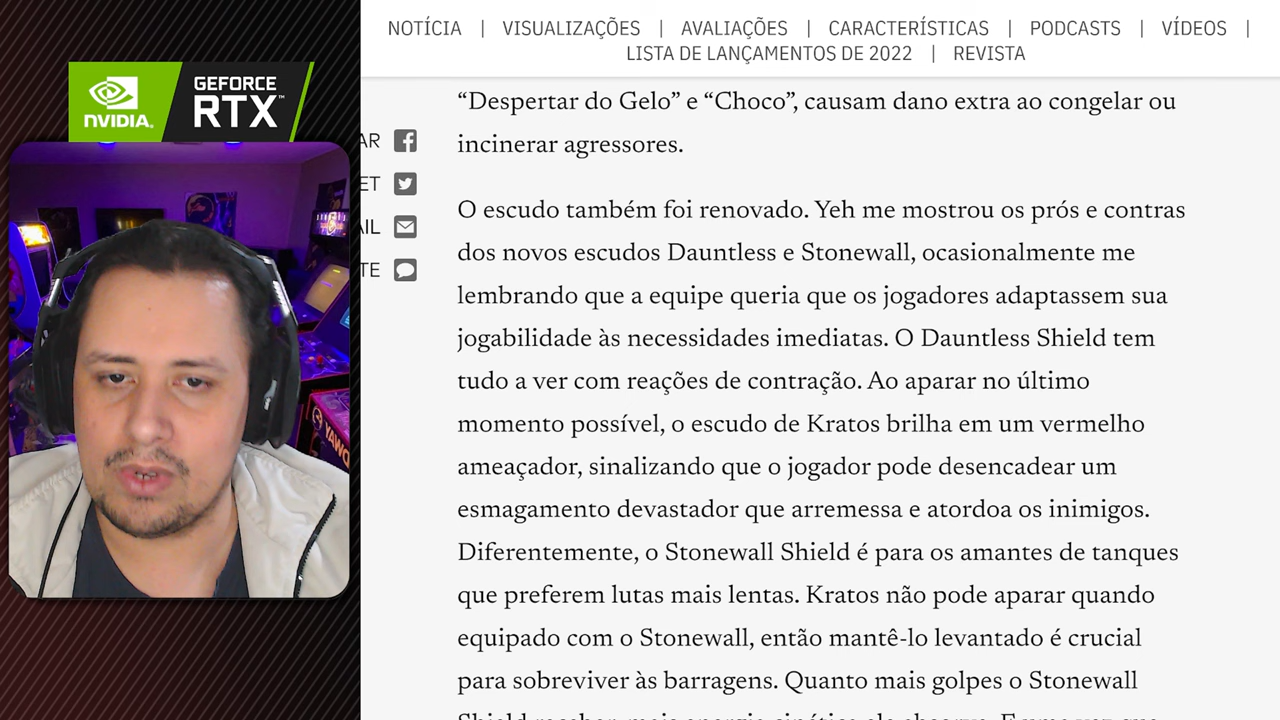 NOTÍCIA | VISUALIZAÇÕES | AVALIAÇÕES | CARACTERÍSTICAS | PODCASTS | VÍDEOS |
LISTA DE LANÇAMENTOS DE 2022 | REVISTA
GEFORCE
RTX™
NVIDIA.
AR
ET
AIL
TE
“Despertar do Gelo” e “Choco”, causam dano extra ao congelar ou
incinerar agressores.
O escudo também foi renovado. Yeh me mostrou os prós e contras
dos novos escudos Dauntless e Stonewall, ocasionalmente me
lembrando que a equipe queria que os jogadores adaptassem sua
jogabilidade às necessidades imediatas. O Dauntless Shield tem
tudo a ver com reações de contração. Ao aparar no último
momento possível, o escudo de Kratos brilha em um vermelho
ameaçador, sinalizando que o jogador pode desencadear um
esmagamento devastador que arremessa e atordoa os inimigos.
Diferentemente, o Stonewall Shield é para os amantes de tanques
que preferem lutas mais lentas. Kratos não pode aparar quando
equipado com o Stonewall, então mantê-lo levantado é crucial
para sobreviver às barragens. Quanto mais golpes o Stonewall